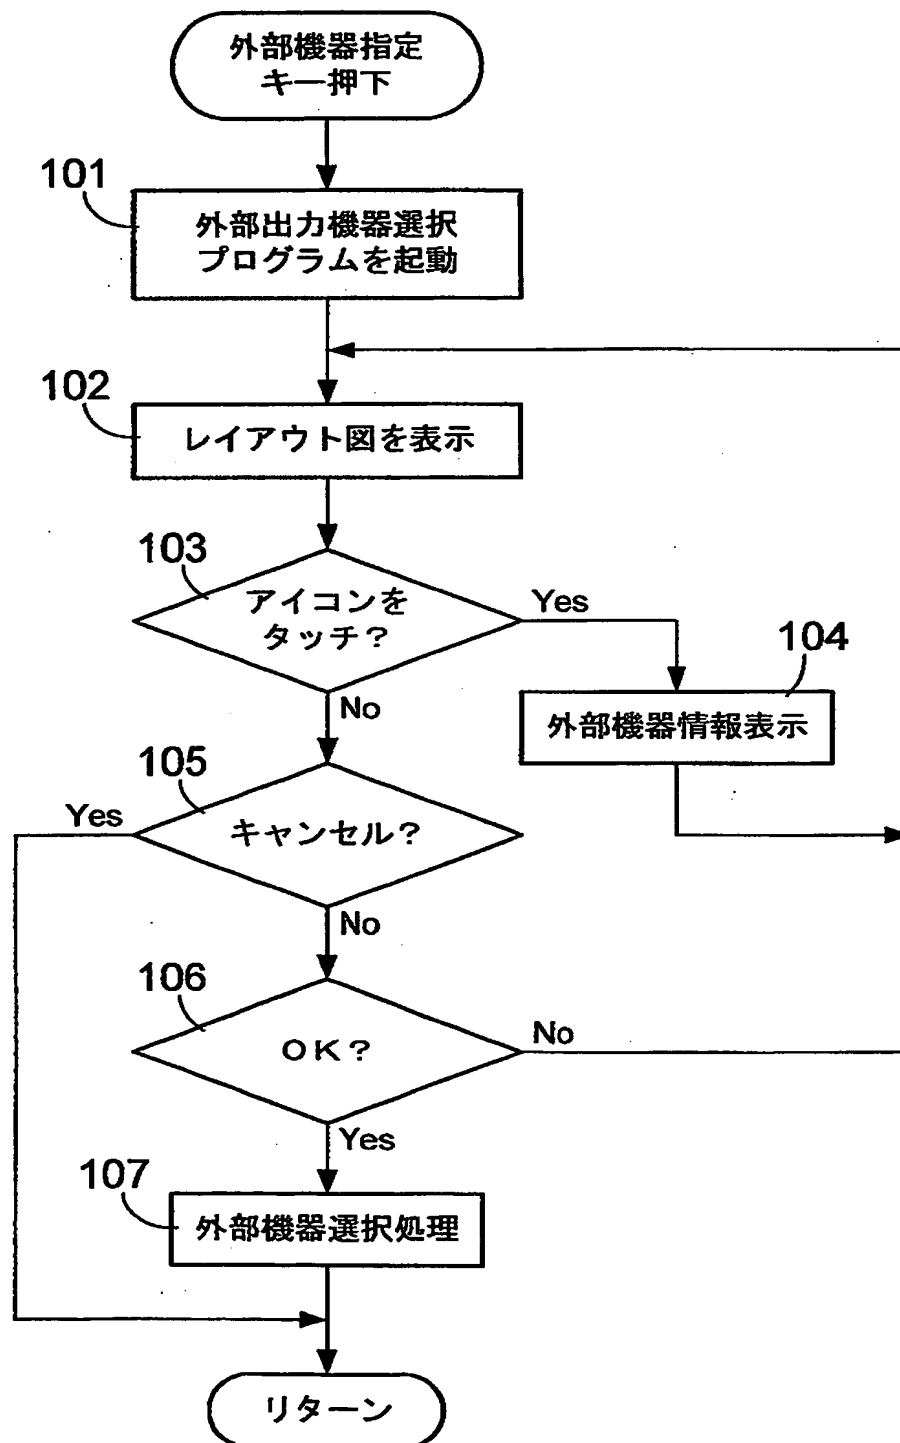 外部機器指定
キー押下
101
外部出力機器選択
プログラムを起動
102
レイアウト図を表示
103
アイコンを
タッチ？
Yes
No
104
外部機器情報表示
105
キャンセル？
Yes
No
106
ＯＫ？
No
Yes
107
外部機器選択処理
リターン